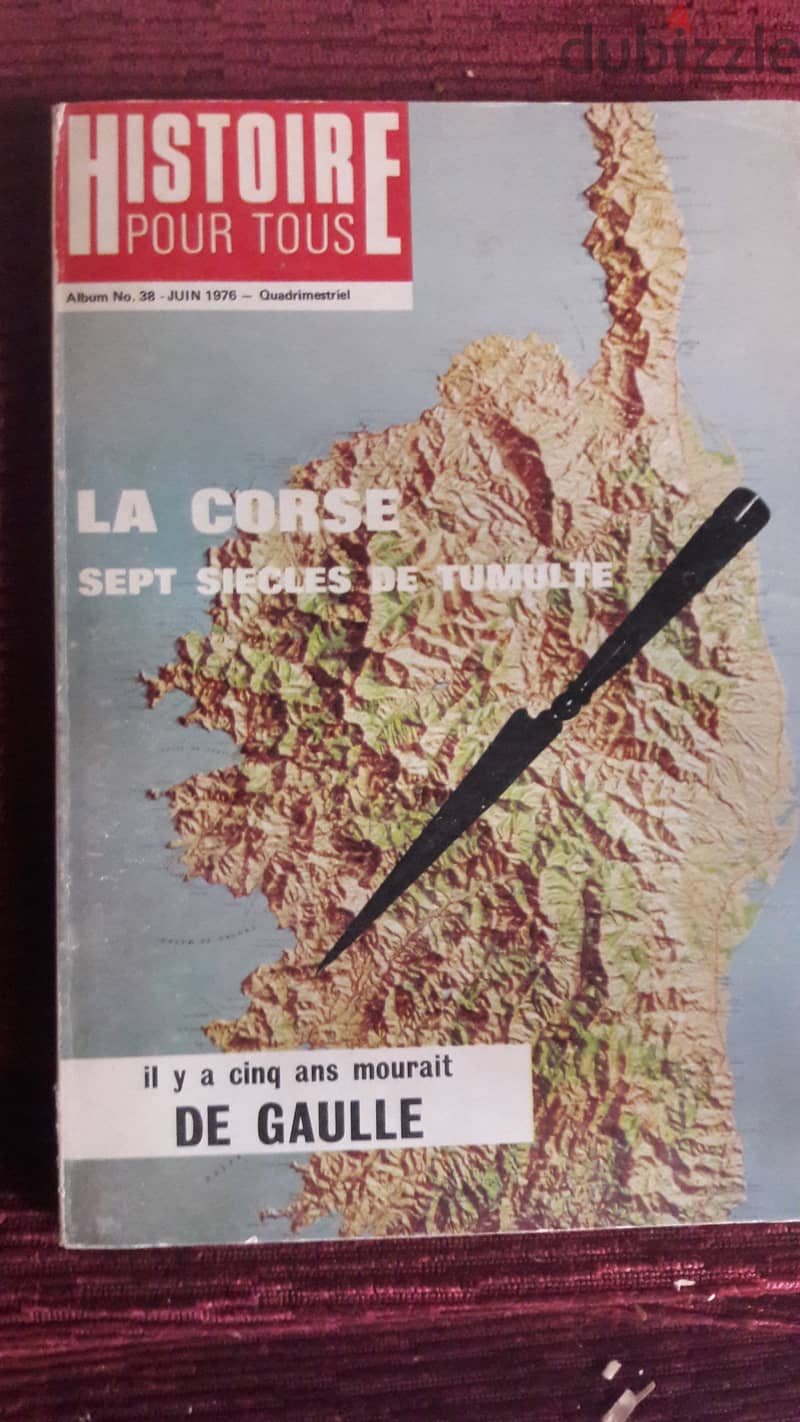 dubizzle
HISTOIRE
POUR TOUS
Album No. 38 - JUIN 1976 — Quadrimestriel
LA CORSE
SEPT SIECLES DE TUMULTE
il y a cinq ans mourait
DE GAULLE